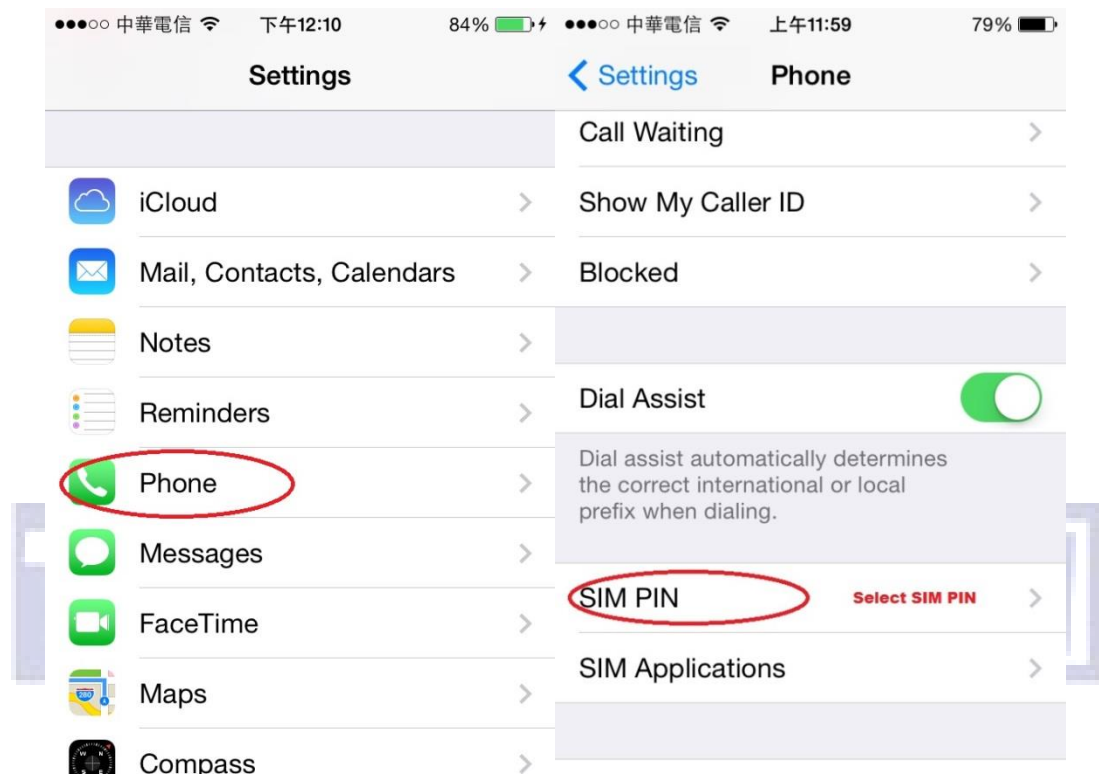 中華電信 下午12:10 84%
Settings
iCloud
Mail, Contacts, Calendars
Notes
Reminders
Phone
Messages
FaceTime
Maps
280
Compass
中華電信 上午11:59 79%
Settings Phone
Call Waiting
Show My Caller ID
Blocked
Dial Assist
Dial assist automatically determines
the correct international or local
prefix when dialing.
SIM PIN Select SIM PIN
SIM Applications